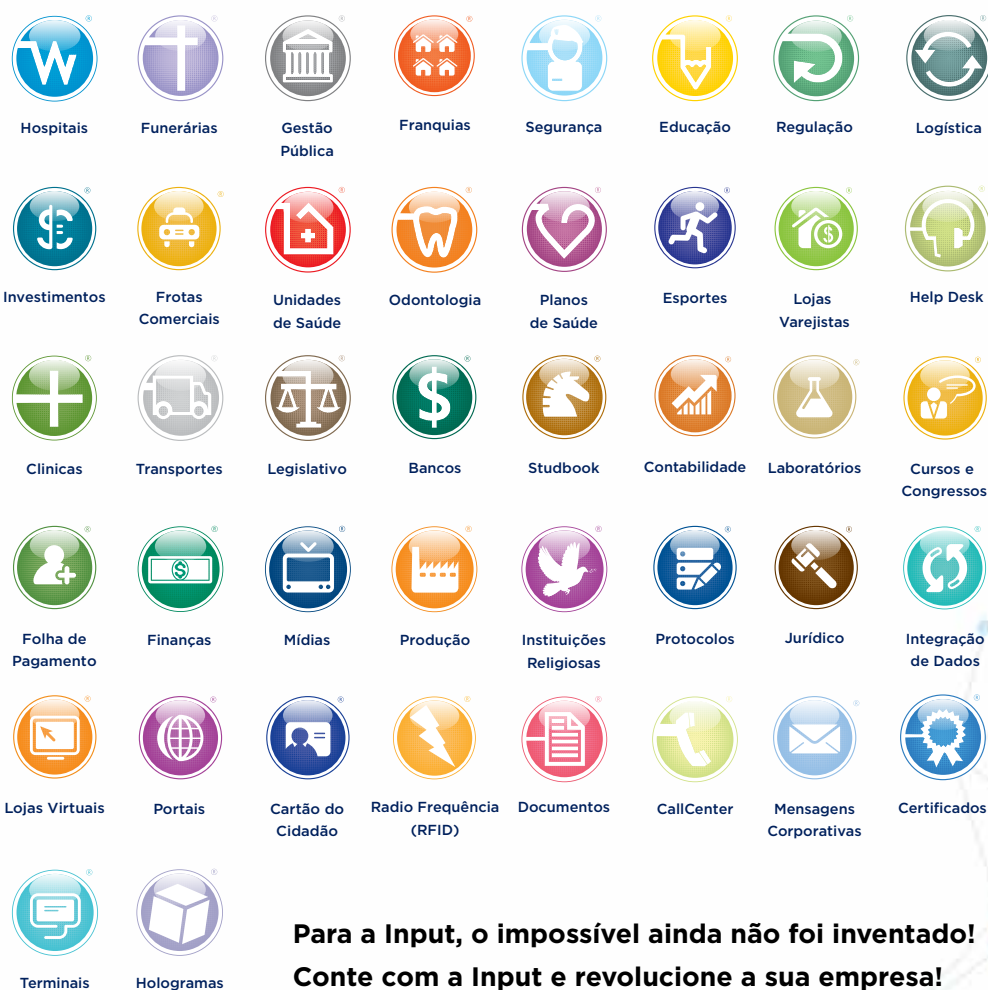 Hospitais
Funerárias
Gestão
Pública
Franquias
Segurança
Educação
Regulação
Logística
Investimentos
Frotas
Comerciais
Unidades
de Saúde
Odontologia
Planos
de Saúde
Esportes
Lojas
Varejistas
Help Desk
Clinicas
Transportes
Legislativo
Bancos
Studbook
Contabilidade
Laboratórios
Cursos e
Congressos
Folha de
Pagamento
Finanças
Mídias
Produção
Instituições
Religiosas
Protocolos
Jurídico
Integração
de Dados
Lojas Virtuais
Portais
Cartão do
Cidadão
Radio Frequência
(RFID)
Documentos
CallCenter
Mensagens
Corporativas
Certificados
Terminais
Hologramas
Para a Input, o impossível ainda não foi inventado!
Conte com a Input e revolucione a sua empresa!